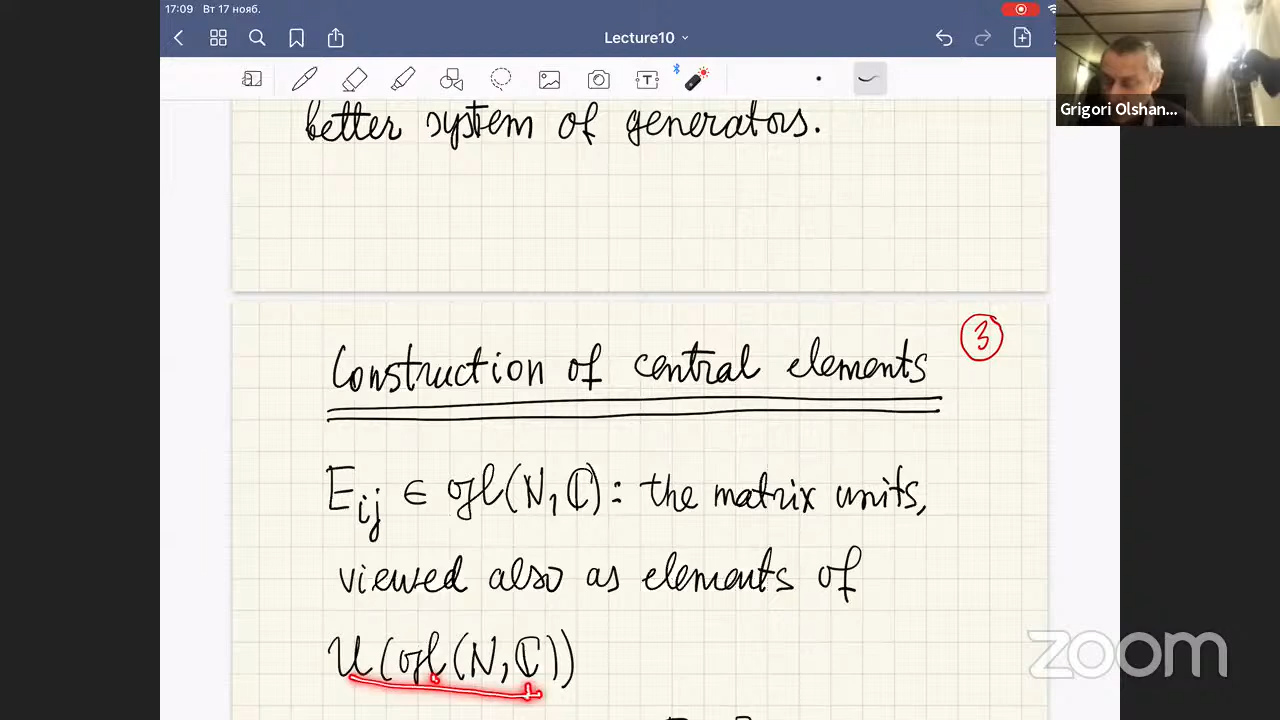 17:09 Вт 17 нояб.
Lecture10
Grigori Olshan...
better system of generators.
3
Construction of central elements
E_ij ∈ gl(N,ℂ): the matrix units,
viewed also as elements of
U(gl(N,ℂ))
zoom